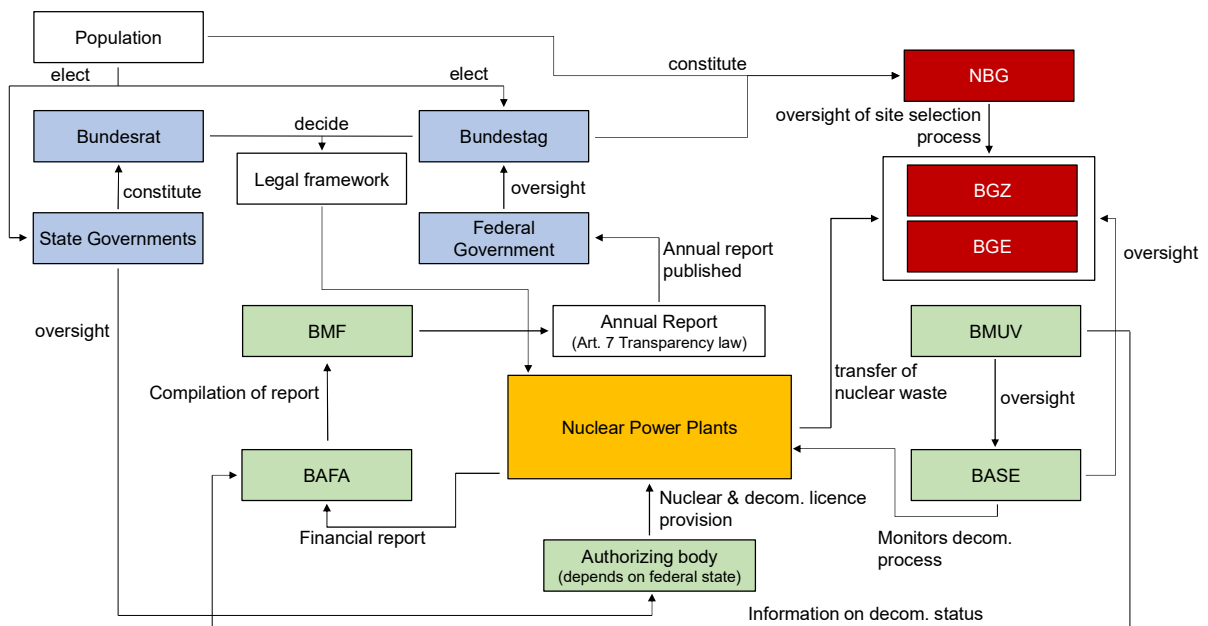 Population
elect
elect
constitute
NBG
Bundesrat
decide
Bundestag
oversight of site selection
process
Legal framework
constitute
oversight
BGZ
State Governments
Federal
Government
Annual report
published
BGE
oversight
oversight
BMF
Annual Report
(Art. 7 Transparency law)
BMUV
Compilation of report
transfer of
nuclear waste
oversight
Nuclear Power Plants
BAFA
BASE
Nuclear & decom. licence
provision
Financial report
Monitors decom.
process
Authorizing body
(depends on federal state)
Information on decom. status